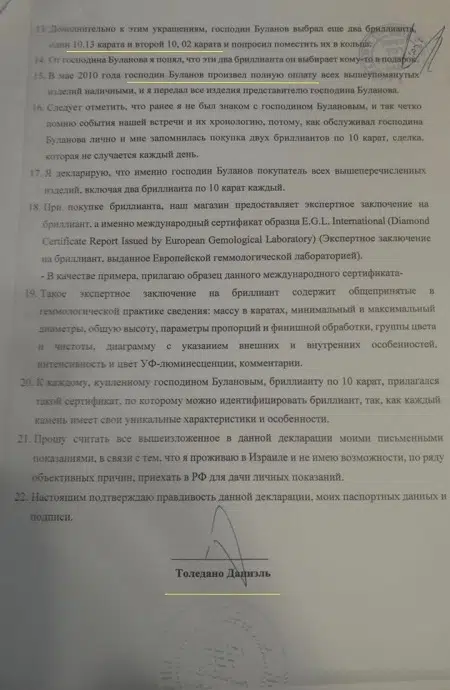 13. Дополнительно к этим украшениям, господин Буланов выбрал еще два бриллианта,
один 10.13 карата и второй 10, 02 карата и попросил поместить их в кольца.
14. От господина Буланова я понял, что эти два бриллианта он выбирает кому-то в подарок.
15. В мае 2010 года господин Буланов произвел полную оплату всех вышеупомянутых
изделий наличными, и я передал все изделия представителю господина Буланова.
16. Следует отметить, что ранее я не был знаком с господином Булановым, и так четко
помню события нашей встречи и их хронологию, потому, как обслуживал господина
Буланова лично и мне запомнилась покупка двух бриллиантов по 10 карат, сделка,
которая не случается каждый день.
17. Я декларирую, что именно господин Буланов покупатель всех вышеперечисленных
изделий, включая два бриллианта по 10 карат каждый.
18. При покупке бриллианта, наш магазин предоставляет экспертное заключение на
бриллиант, а именно международный сертификат образца E.G.L. International (Diamond
Certificate Report Issued by European Gemological Laboratory) (Экспертное заключение
на бриллиант, выданное Европейской геммологической лабораторией).
- В качестве примера, прилагаю образец данного международного сертификата-
19. Такое экспертное заключение на бриллиант содержит общепринятые в
геммологической практике сведения: массу в каратах, минимальный и максимальный
диаметры, общую высоту, параметры пропорций и финишной обработки, группы цвета
и чистоты, диаграмму с указанием внешних и внутренних особенностей,
интенсивность и цвет УФ-люминесценции, комментарии.
20. К каждому, купленному господином Булановым, бриллианту по 10 карат, прилагался
такой сертификат, по которому можно идентифицировать бриллиант, так, как каждый
камень имеет свои уникальные характеристики и особенности.
21. Прошу считать все вышеизложенное в данной декларации моими письменными
показаниями, в связи с тем, что я проживаю в Израиле и не имею возможности, по ряду
объективных причин, приехать в РФ для дачи личных показаний.
22. Настоящим подтверждаю правдивость данной декларации, моих паспортных данных и
подписи.
Толедано Даниэль